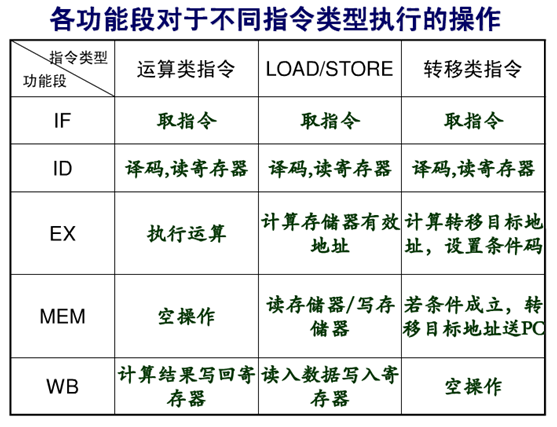 各功能段对于不同指令类型执行的操作
指令类型
功能段
运算类指令
LOAD/STORE
转移类指令
IF
取指令
取指令
取指令
ID
译码,读寄存器
译码,读寄存器
译码,读寄存器
EX
执行运算
计算存储器有效
地址
计算转移目标地
址，设置条件码
MEM
空操作
读存储器/写存
储器
若条件成立，转
移目标地址送PC
WB
计算结果写回寄
存器
读入数据写入寄
存器
空操作